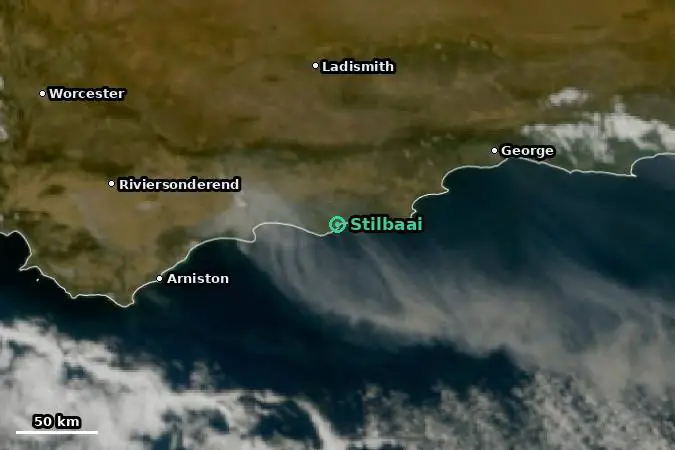 Ladismith
Worcester
George
Riviersonderend
Stilbaai
Arniston
50 km